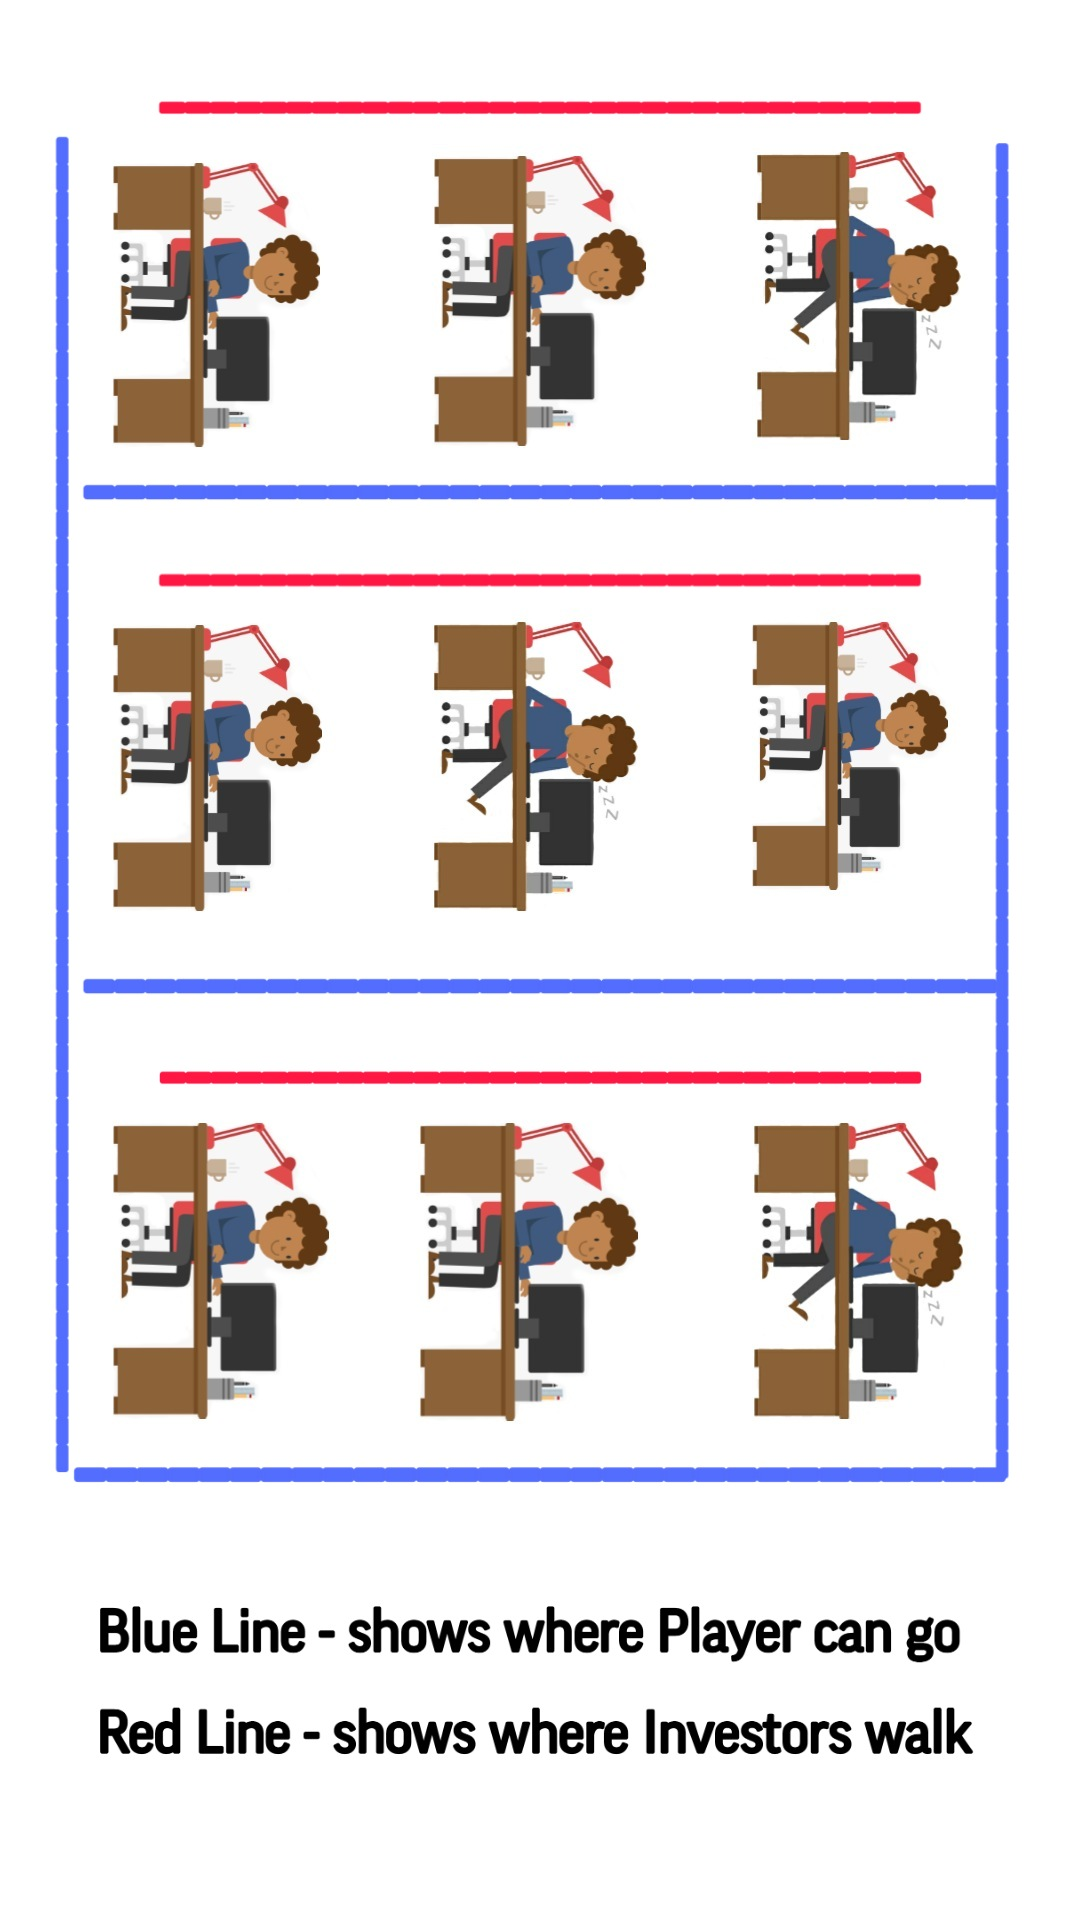 z z z
z z z
z z z
Blue Line - shows where Player can go
Red Line - shows where Investors walk